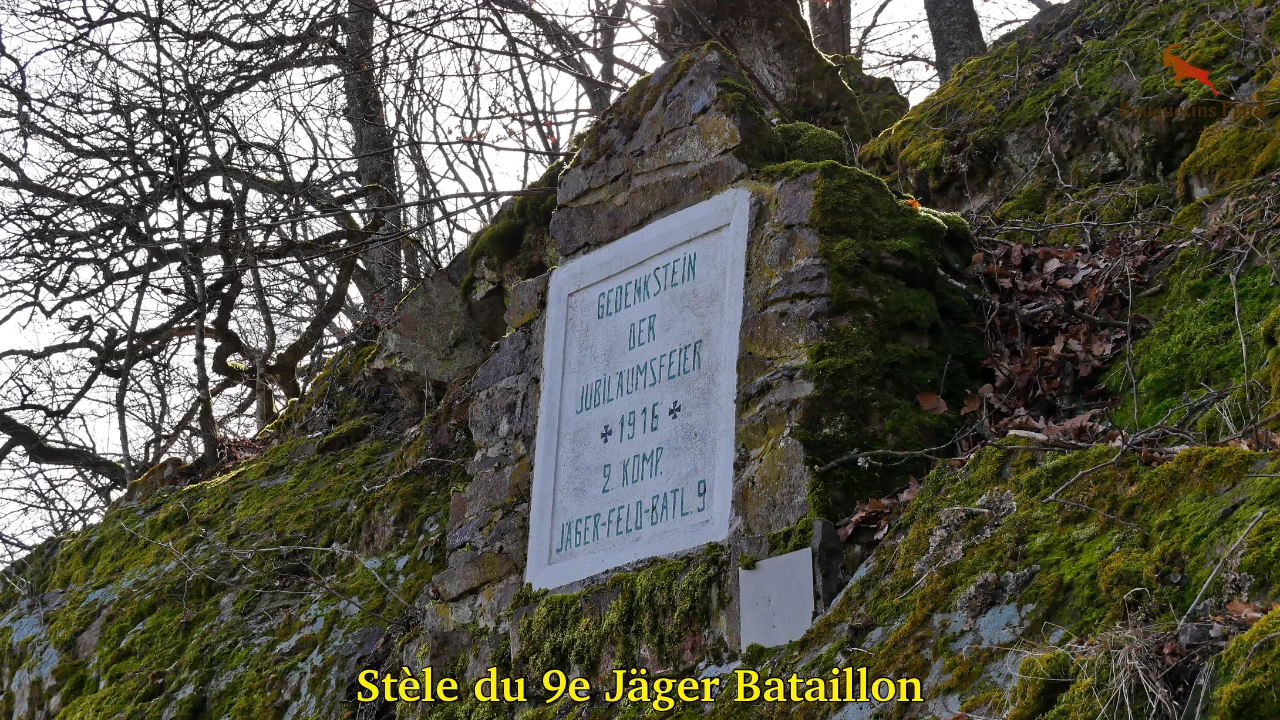 GEDENKSTEIN
DER
JUBILÄUMSFEIER
1916
2. KOMP.
JÄGER-FELD-BATL. 9
Stèle du 9e Jäger Bataillon